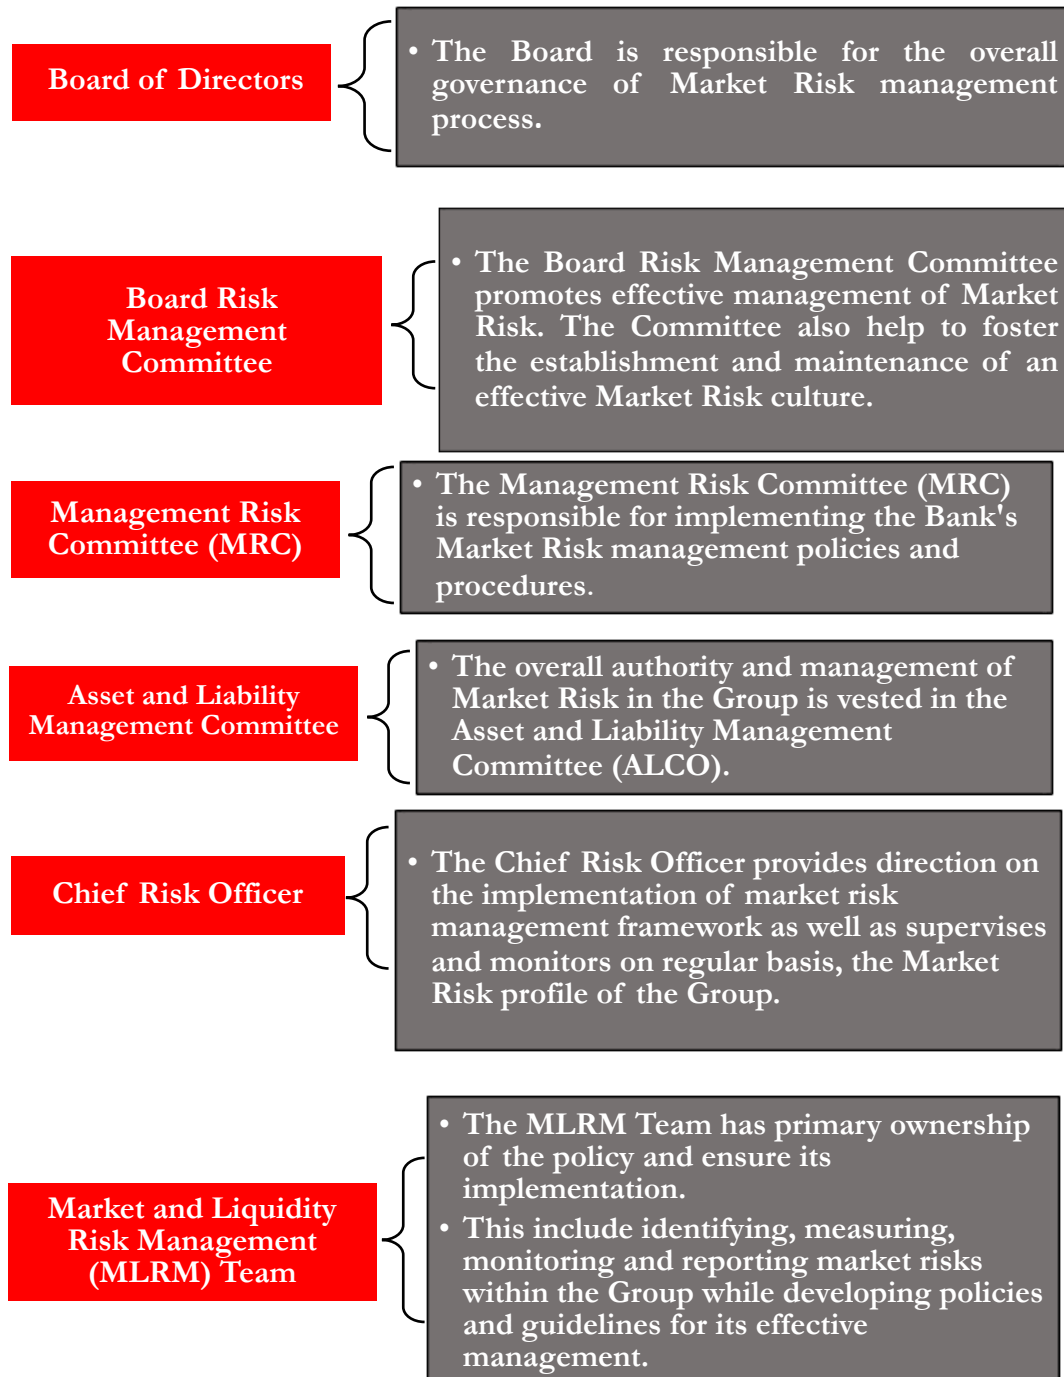 Board of Directors
• The Board is responsible for the overall
governance of Market Risk management
process.
Board Risk
Management
Committee
• The Board Risk Management Committee
promotes effective management of Market
Risk. The Committee also help to foster
the establishment and maintenance of an
effective Market Risk culture.
Management Risk
Committee (MRC)
• The Management Risk Committee (MRC)
is responsible for implementing the Bank's
Market Risk management policies and
procedures.
Asset and Liability
Management Committee
• The overall authority and management of
Market Risk in the Group is vested in the
Asset and Liability Management
Committee (ALCO).
Chief Risk Officer
• The Chief Risk Officer provides direction on
the implementation of market risk
management framework as well as supervises
and monitors on regular basis, the Market
Risk profile of the Group.
Market and Liquidity
Risk Management
(MLRM) Team
• The MLRM Team has primary ownership
of the policy and ensure its
implementation.
• This include identifying, measuring,
monitoring and reporting market risks
within the Group while developing policies
and guidelines for its effective
management.